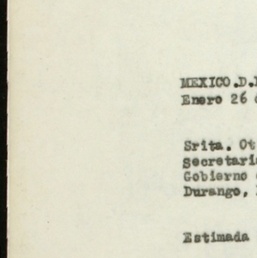 MEXICO.D.
Enero 26
Srita. Ot
Secretari
Gobierno
Durango,
Estimada